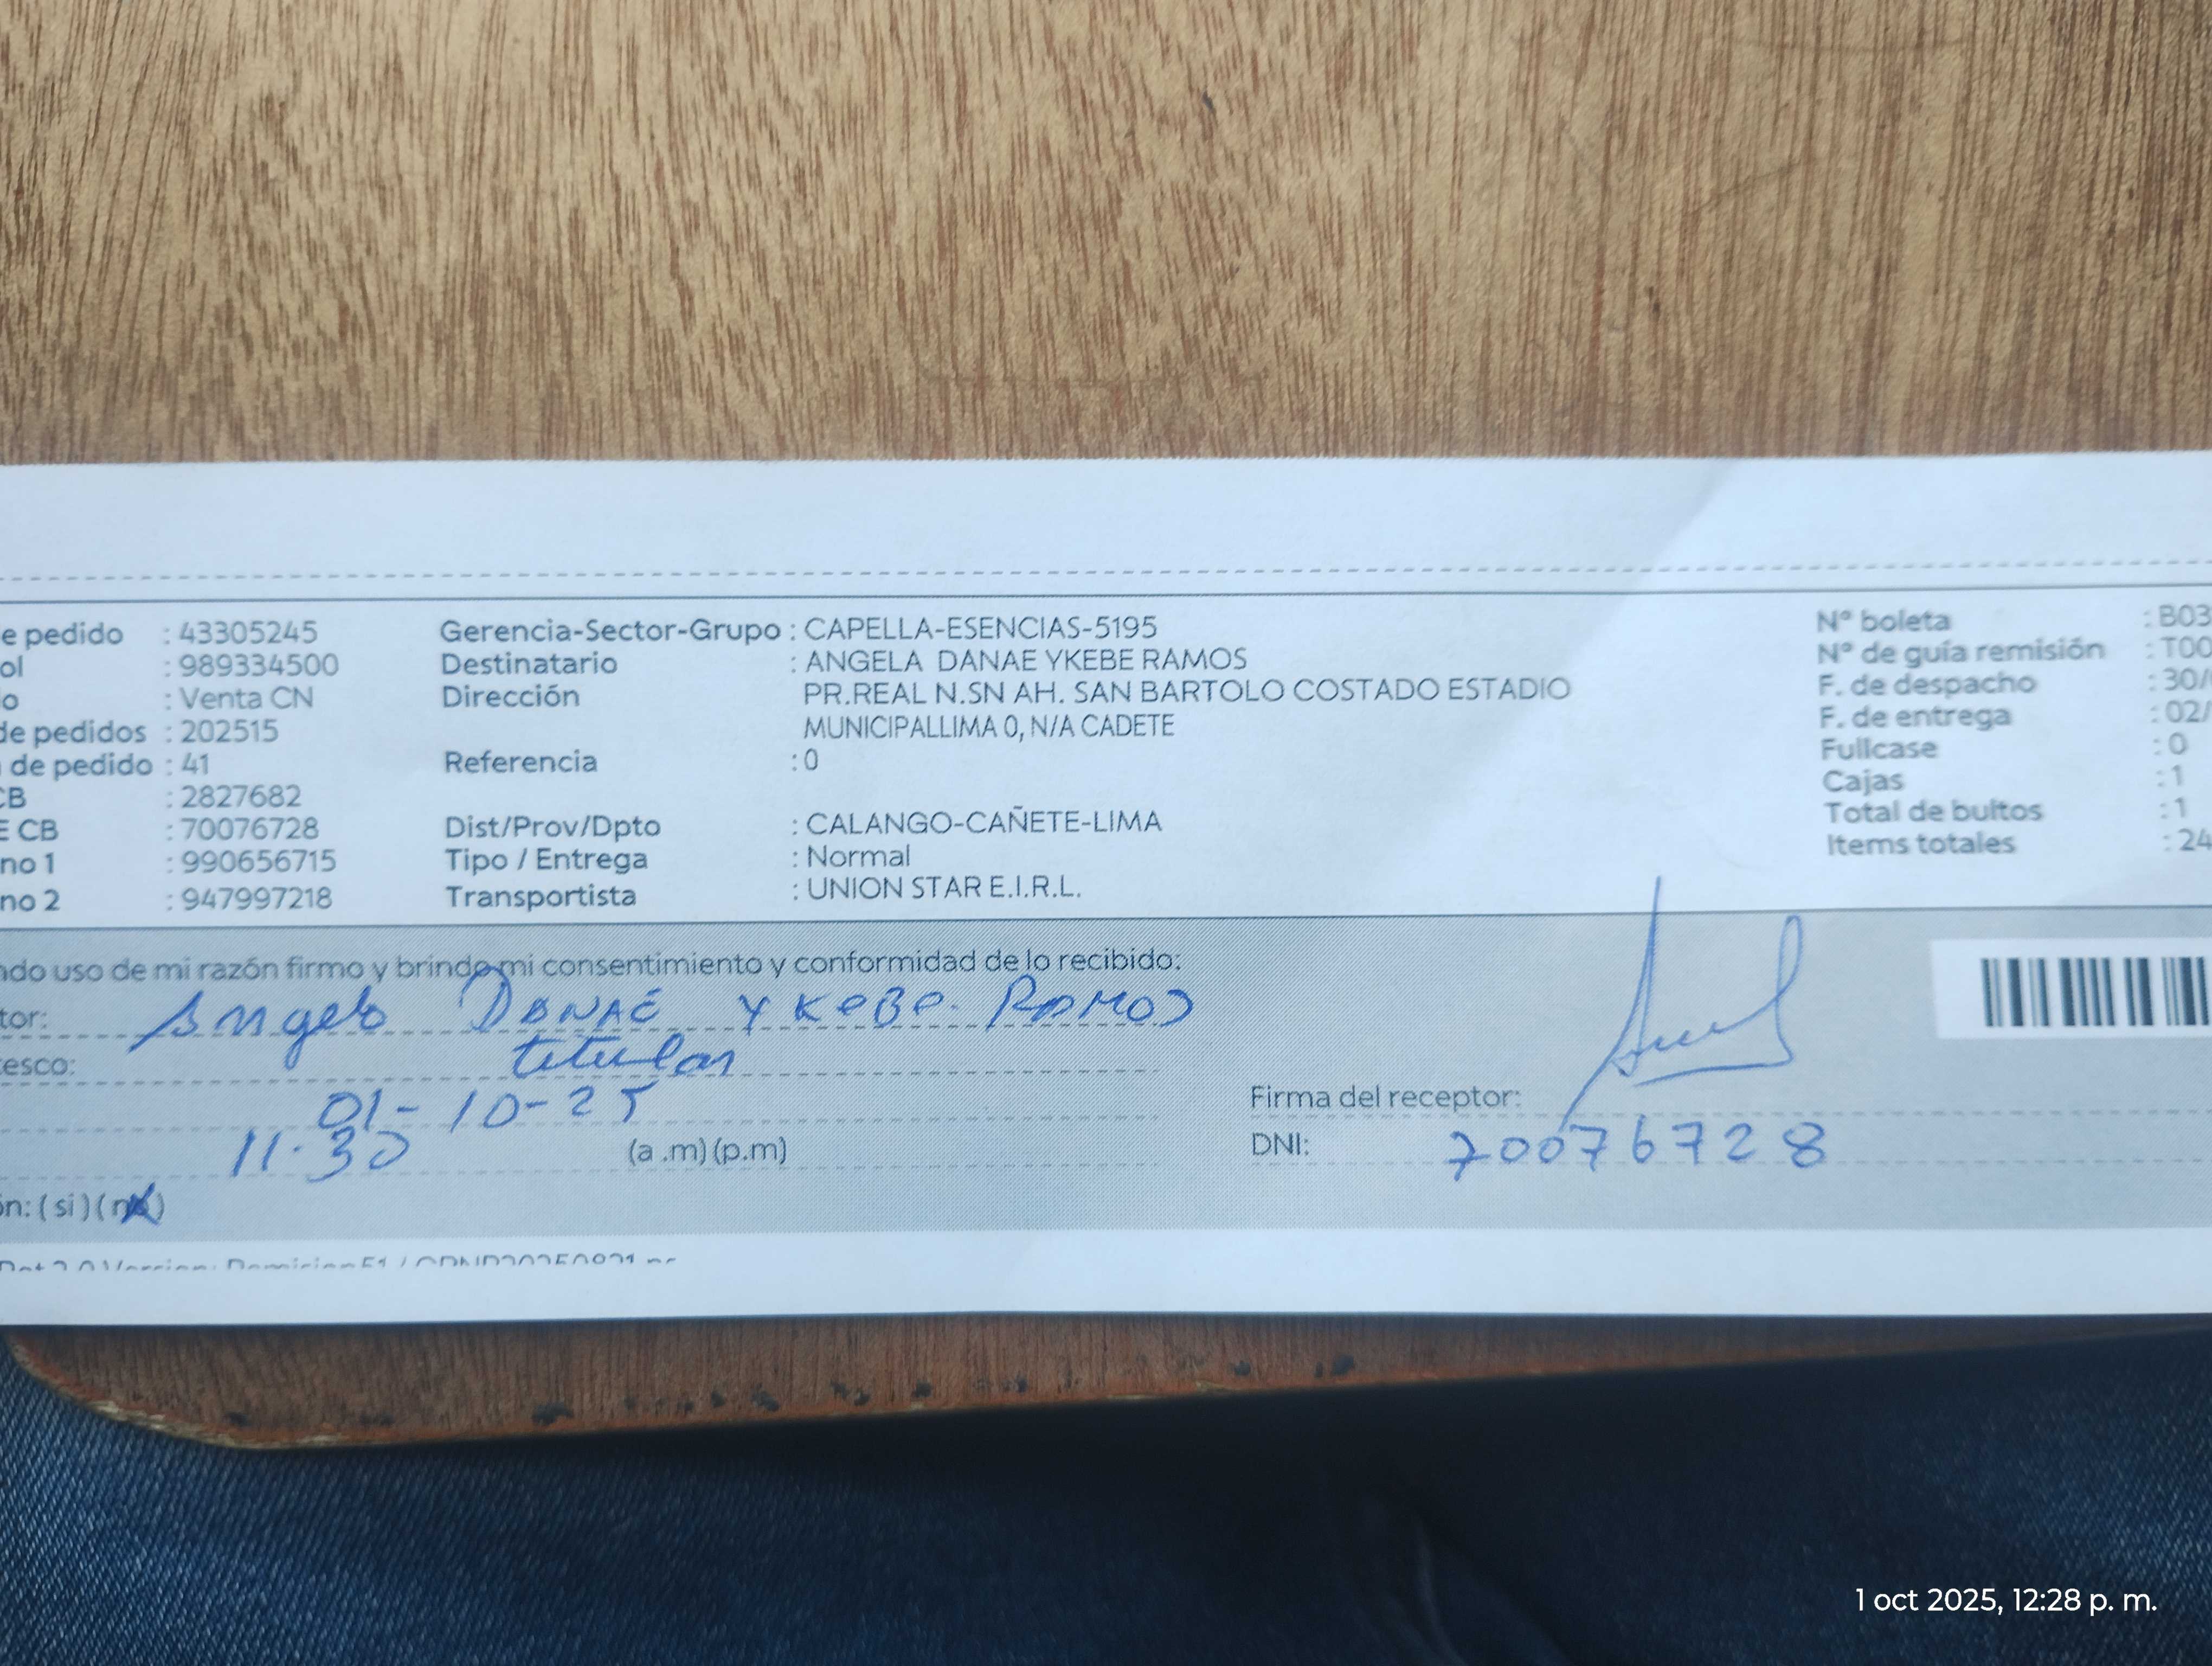 e pedido : 43305245 Gerencia-Sector-Grupo : CAPELLA-ESENCIAS-5195 Nº boleta : B03
ol : 989334500 Destinatario : ANGELA DANAE YKEBE RAMOS Nº de guía remisión : T00
o : Venta CN Dirección PR.REAL N.SN AH. SAN BARTOLO COSTADO ESTADIO F. de despacho : 30/
de pedidos : 202515 MUNICIPALLIMA 0, N/A CADETE F. de entrega : 02/
de pedido : 41 Referencia : 0 Fullcase : 0
CB : 2827682 Cajas : 1
E CB : 70076728 Dist/Prov/Dpto : CALANGO-CAÑETE-LIMA Total de bultos : 1
no 1 : 990656715 Tipo / Entrega : Normal Items totales : 24
no 2 : 947997218 Transportista : UNION STAR E.I.R.L.
ndo uso de mi razón firmo y brindo mi consentimiento y conformidad de lo recibido:
tor: Angela DANAE YKeBe RAMOS
esco: titular
01-10-25 Firma del receptor:
11.30 (a .m) (p.m) DNI: 70076728
ón: ( si ) ( no )
1 oct 2025, 12:28 p. m.